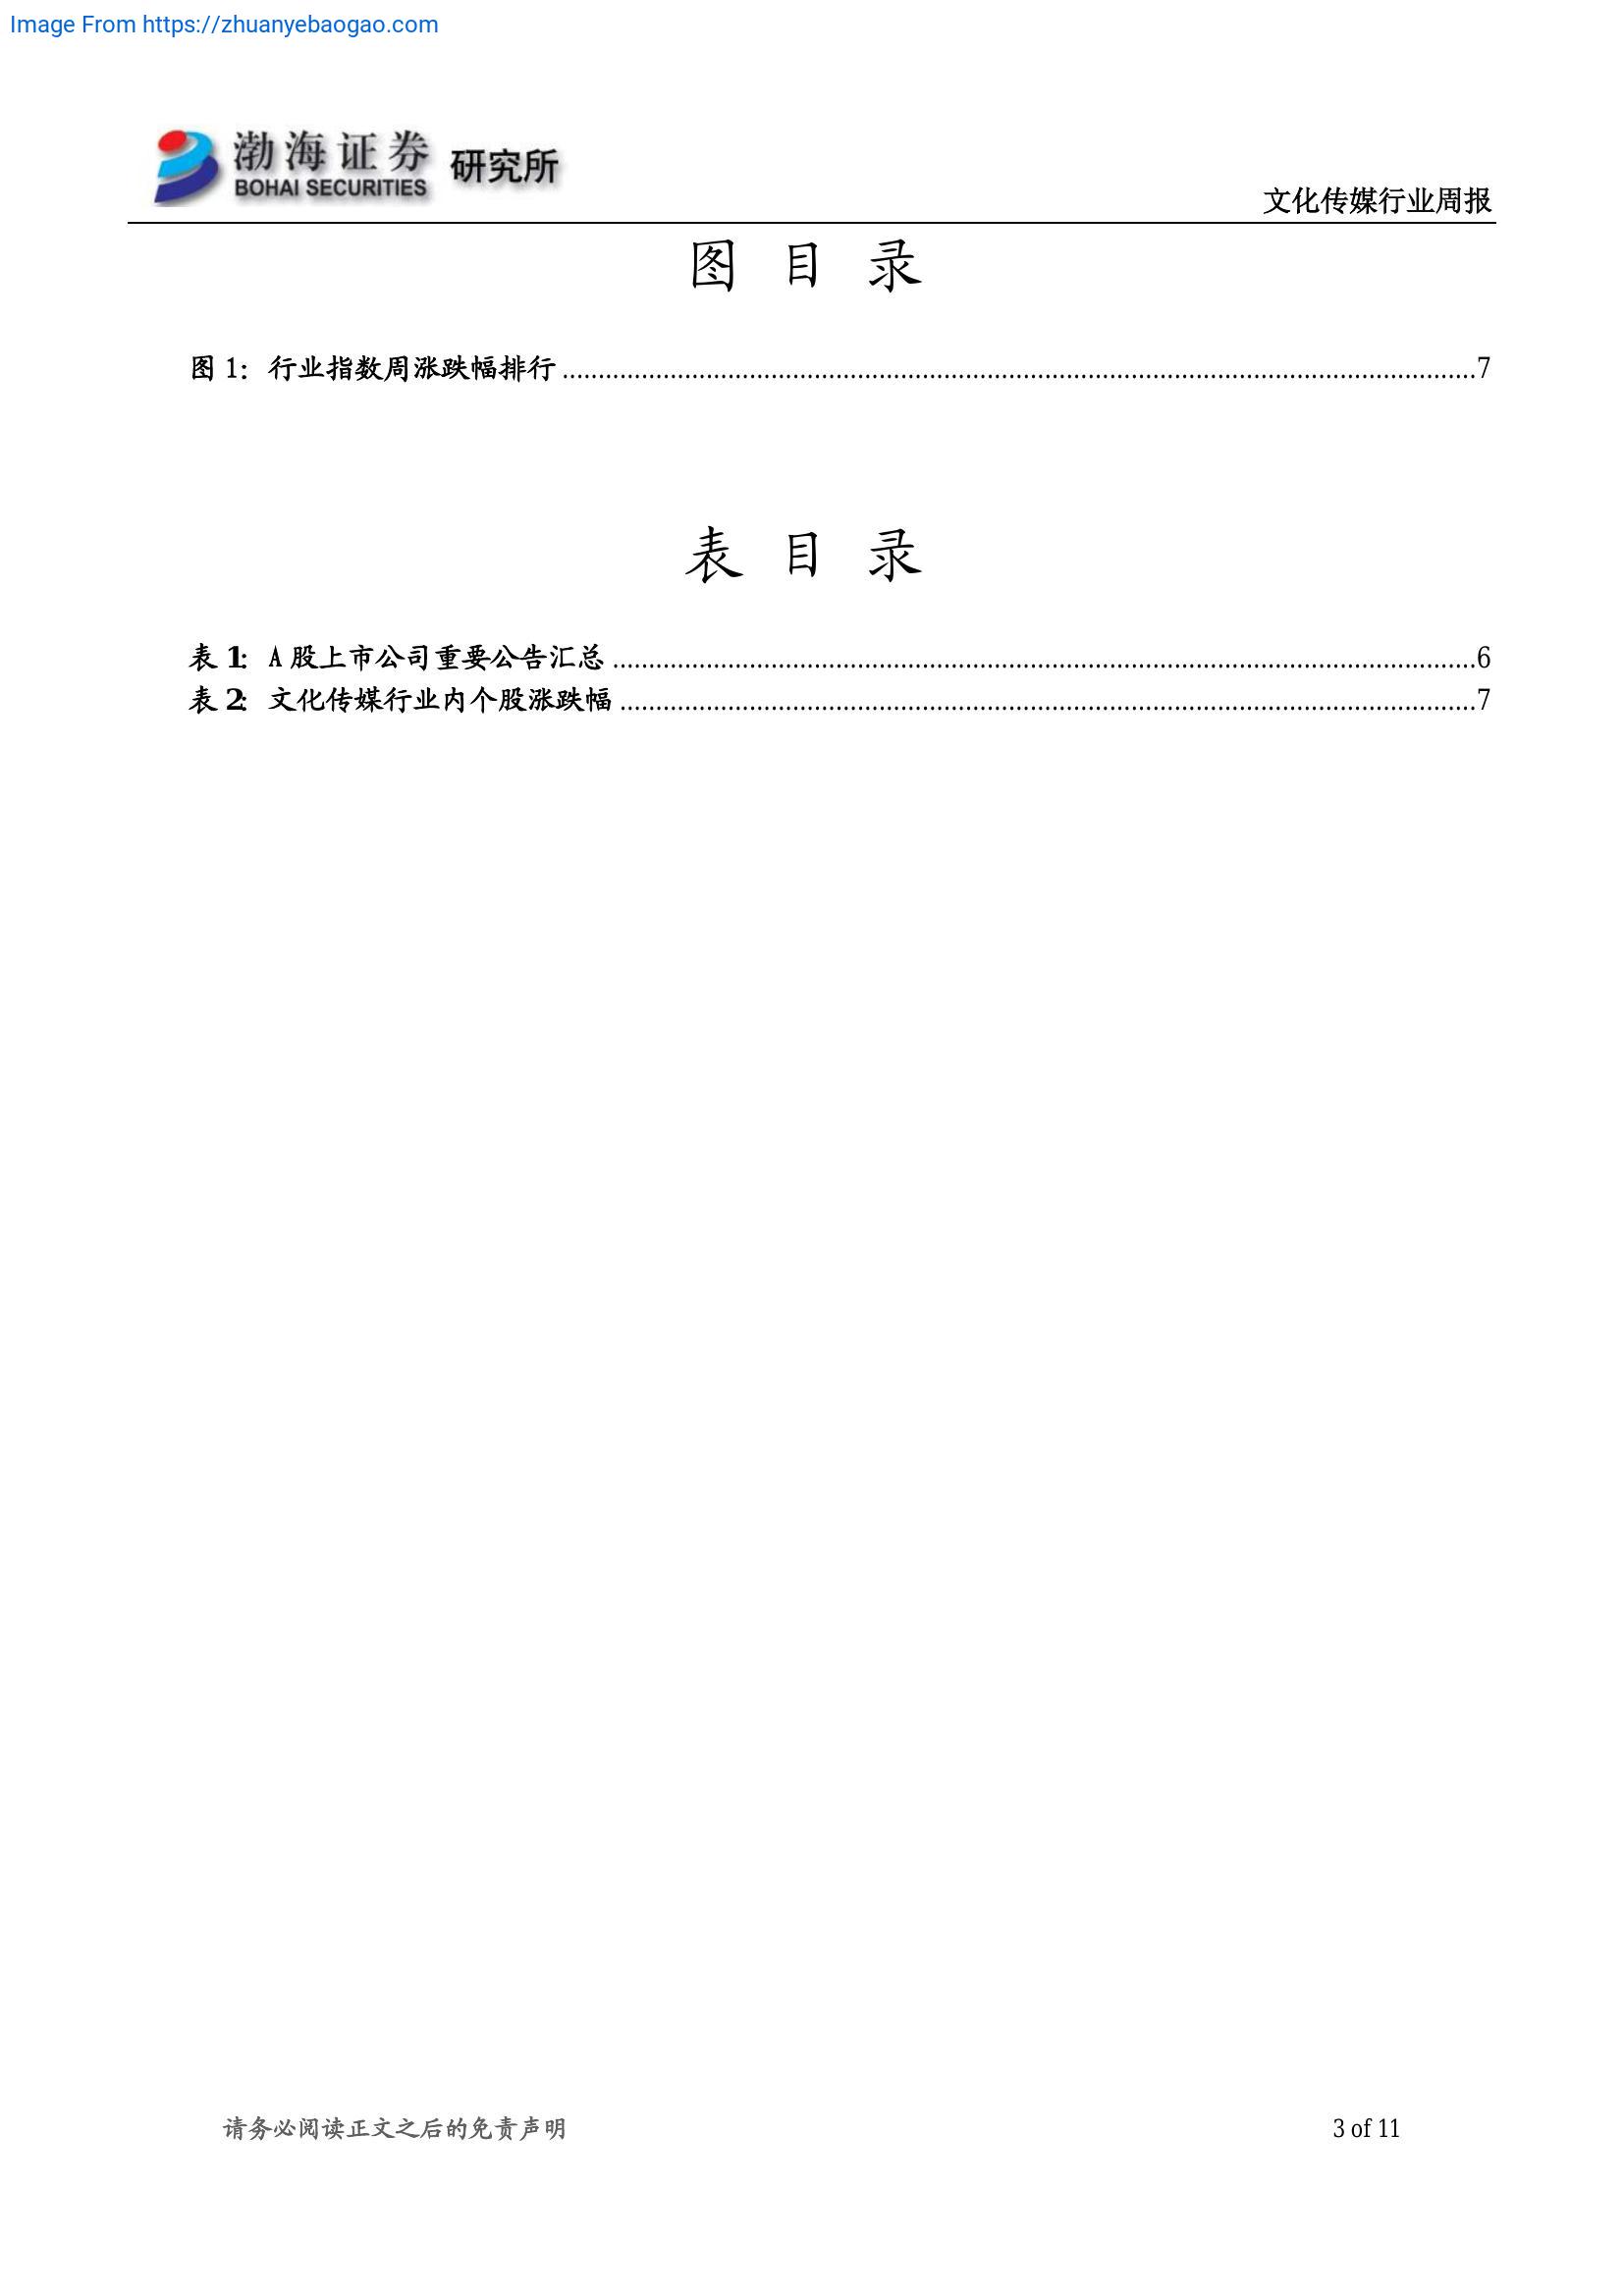 Image From https://zhuanyebaogao.com
渤海证券 研究所
BOHAI SECURITIES
文化传媒行业周报
图 目 录
图 1: 行业指数周涨跌幅排行................................................................................................................................7
表 目 录
表 1: A 股上市公司重要公告汇总.........................................................................................................................6
表 2: 文化传媒行业内个股涨跌幅........................................................................................................................7
请务必阅读正文之后的免责声明
3 of 11